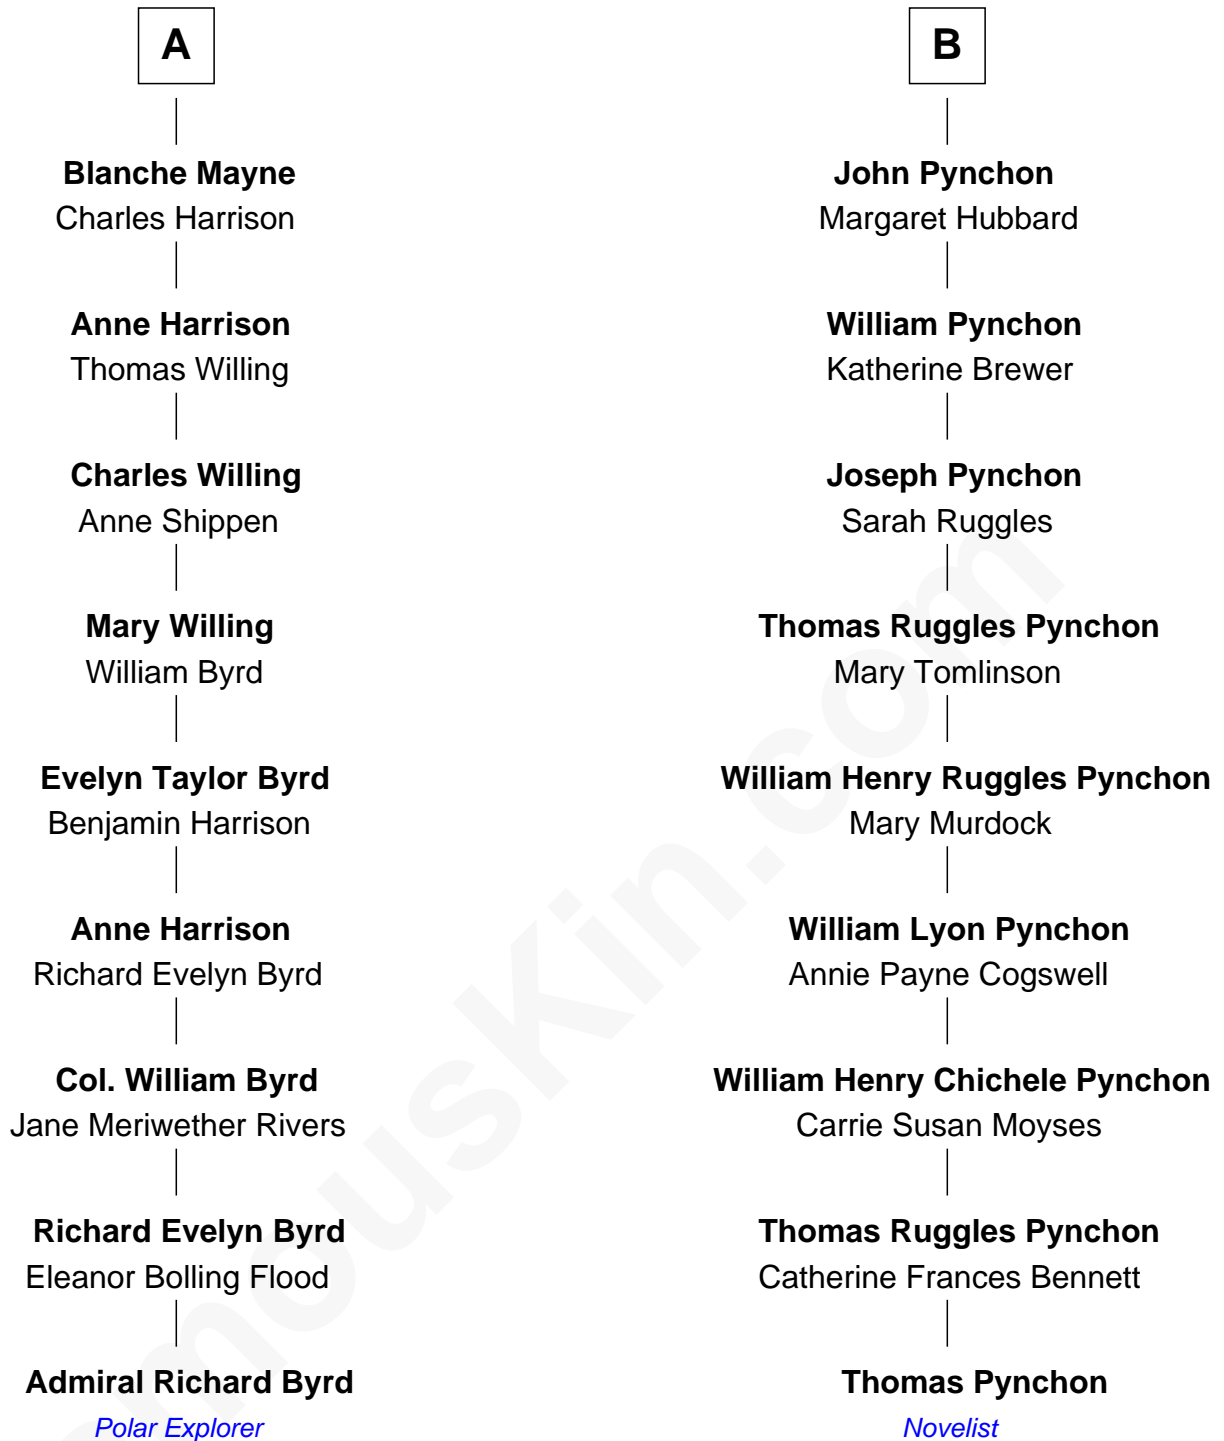 A
Blanche Mayne
Charles Harrison
Anne Harrison
Thomas Willing
Charles Willing
Anne Shippen
Mary Willing
William Byrd
Evelyn Taylor Byrd
Benjamin Harrison
Anne Harrison
Richard Evelyn Byrd
Col. William Byrd
Jane Meriwether Rivers
Richard Evelyn Byrd
Eleanor Bolling Flood
Admiral Richard Byrd
Polar Explorer
B
John Pynchon
Margaret Hubbard
William Pynchon
Katherine Brewer
Joseph Pynchon
Sarah Ruggles
Thomas Ruggles Pynchon
Mary Tomlinson
William Henry Ruggles Pynchon
Mary Murdock
William Lyon Pynchon
Annie Payne Cogswell
William Henry Chichele Pynchon
Carrie Susan Moyses
Thomas Ruggles Pynchon
Catherine Frances Bennett
Thomas Pynchon
Novelist
mousKin.com